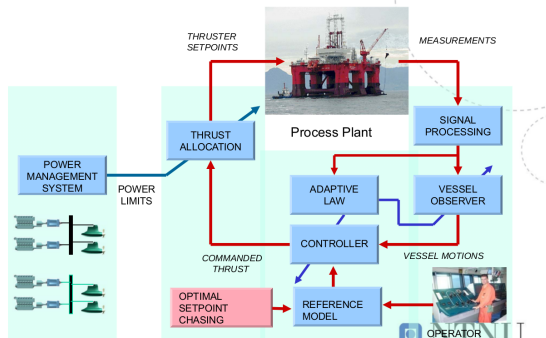 THRUSTER
SETPOINTS
MEASUREMENTS
Process Plant
SIGNAL
PROCESSING
THRUST
ALLOCATION
POWER
MANAGEMENT
SYSTEM
POWER
LIMITS
ADAPTIVE
LAW
VESSEL
OBSERVER
CONTROLLER
COMMANDED
THRUST
VESSEL MOTIONS
OPTIMAL
SETPOINT
CHASING
REFERENCE
MODEL
OPERATOR
NTNU